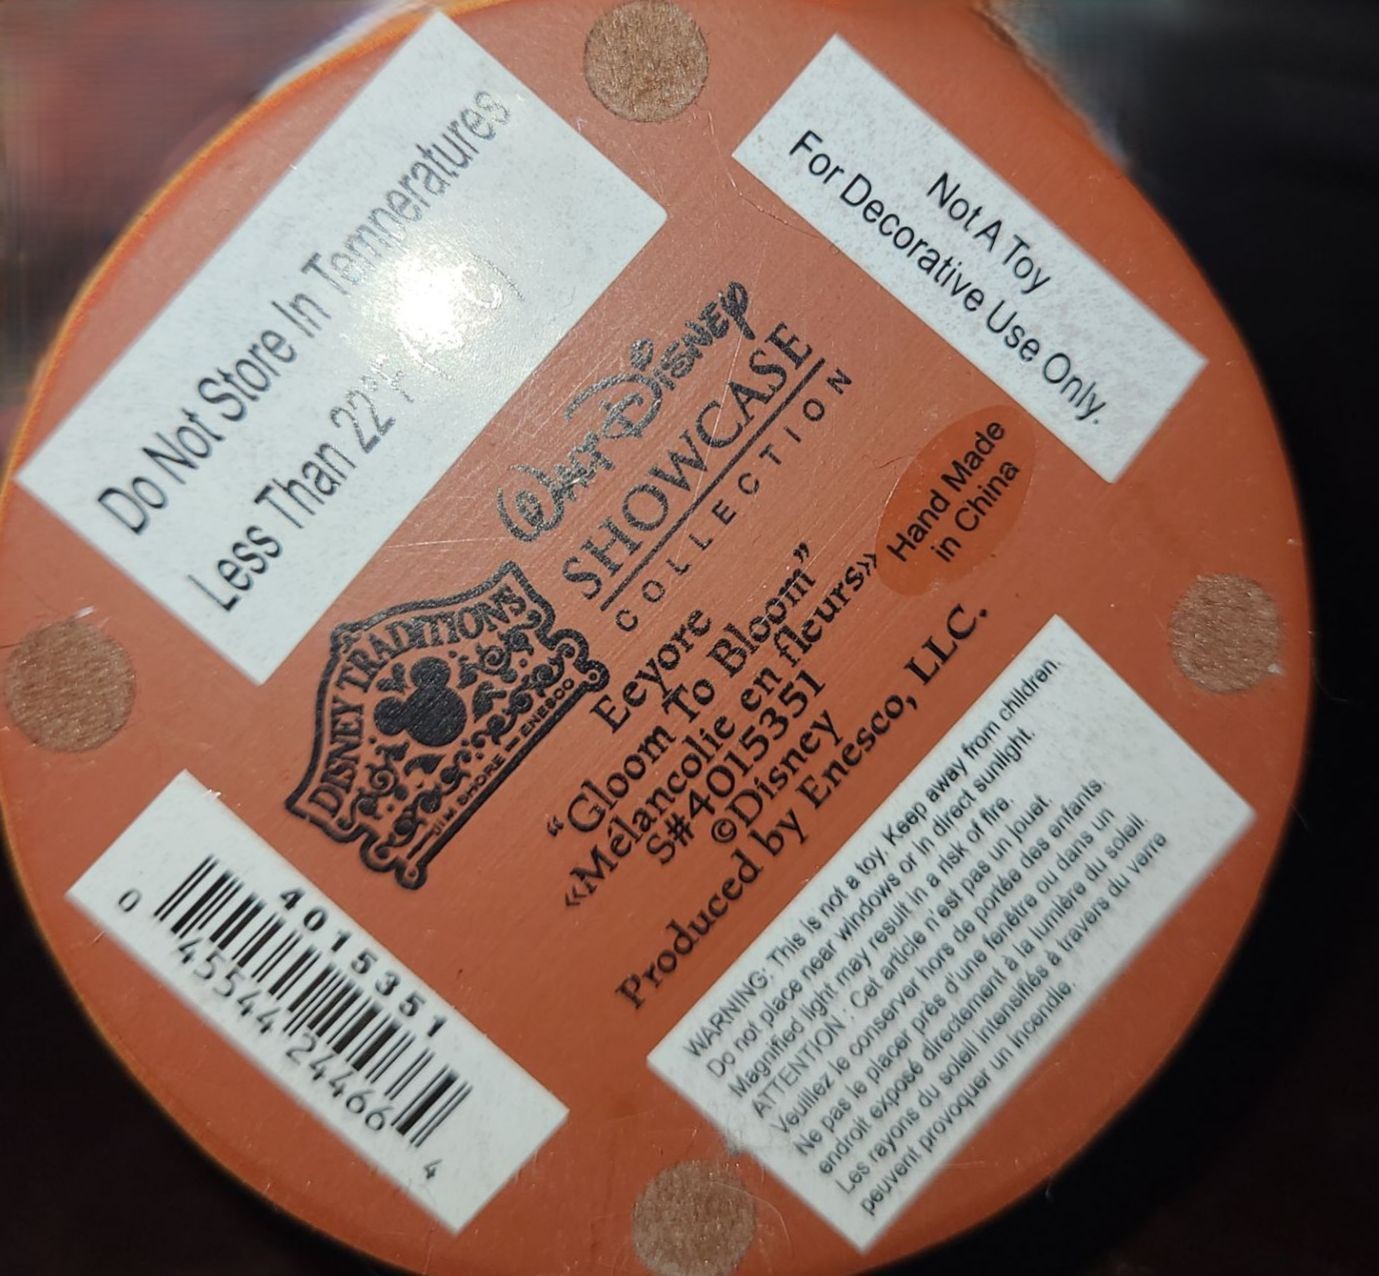 Do Not Store In Temperatures
Less Than 22°F
Not A Toy
For Decorative Use Only.
WALT DISNEY
SHOWCASE
COLLECTION
DISNEY TRADITIONS
JIM SHORE — ENESCO
Eeyore
“Gloom To Bloom”
«Mélancolie en fleurs»
S#4015351
©Disney
Produced by Enesco, LLC.
Hand Made
in China
4015351
0 45544 24466 4
WARNING: This is not a toy. Keep away from children.
Do not place near windows or in direct sunlight.
Magnified light may result in a risk of fire.
ATTENTION : Cet article n'est pas un jouet.
Veuillez le conserver hors de portée des enfants.
Ne pas le placer près d'une fenêtre ou dans un
endroit exposé directement à la lumière du soleil.
Les rayons du soleil intensifiés à travers du verre
peuvent provoquer un incendie.